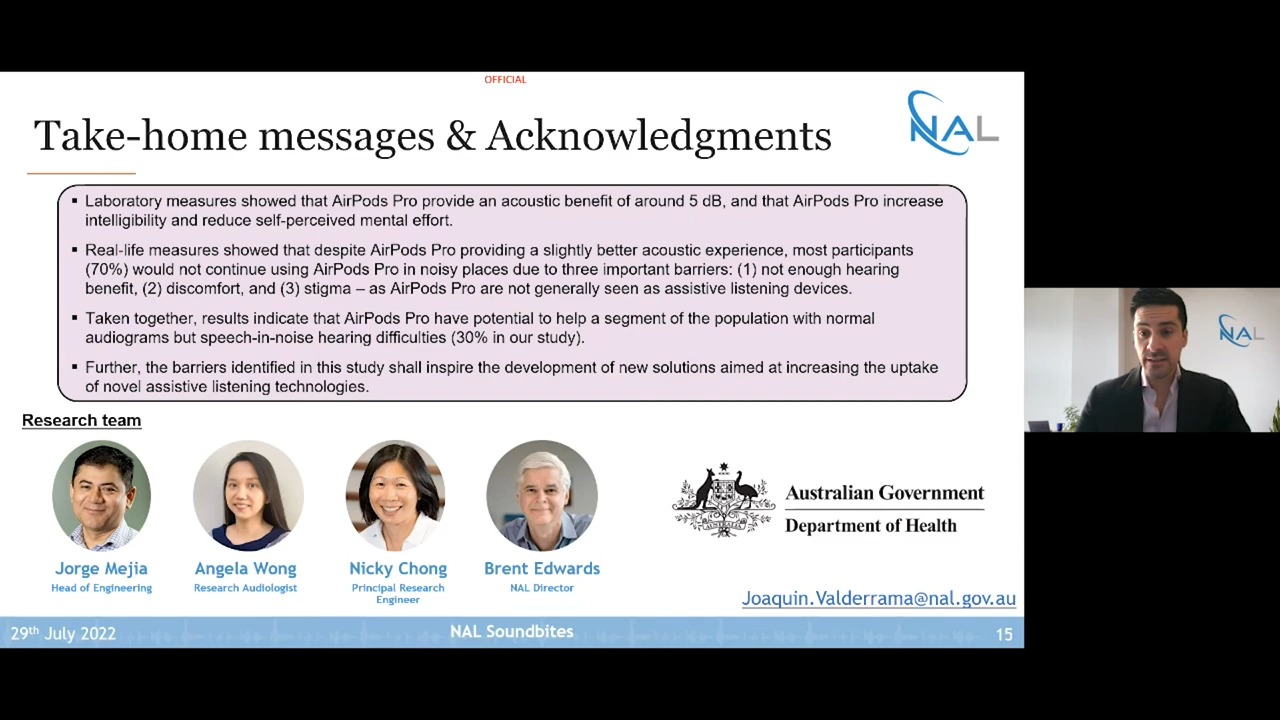 OFFICIAL
Take-home messages & Acknowledgments
NAL
▪ Laboratory measures showed that AirPods Pro provide an acoustic benefit of around 5 dB, and that AirPods Pro increase
intelligibility and reduce self-perceived mental effort.
▪ Real-life measures showed that despite AirPods Pro providing a slightly better acoustic experience, most participants
(70%) would not continue using AirPods Pro in noisy places due to three important barriers: (1) not enough hearing
benefit, (2) discomfort, and (3) stigma – as AirPods Pro are not generally seen as assistive listening devices.
▪ Taken together, results indicate that AirPods Pro have potential to help a segment of the population with normal
audiograms but speech-in-noise hearing difficulties (30% in our study).
▪ Further, the barriers identified in this study shall inspire the development of new solutions aimed at increasing the uptake
of novel assistive listening technologies.
NAL
Research team
Jorge Mejia
Head of Engineering
Angela Wong
Research Audiologist
Nicky Chong
Principal Research
Engineer
Brent Edwards
NAL Director
AUSTRALIA
Australian Government
Department of Health
Joaquin.Valderrama@nal.gov.au
29th July 2022
NAL Soundbites
15